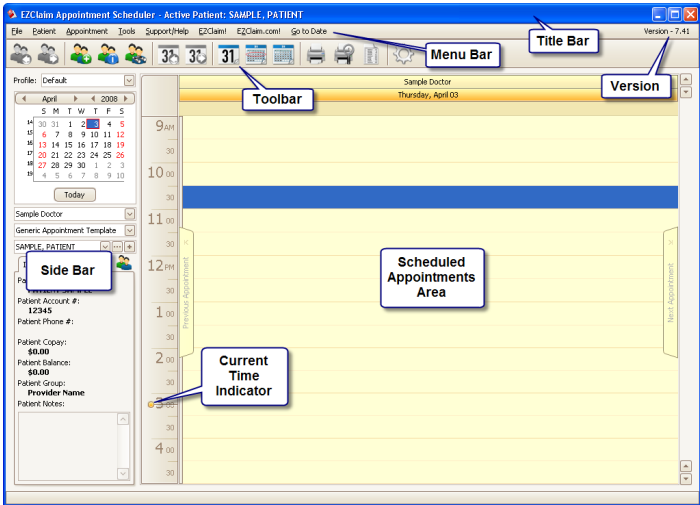 EZClaim Appointment Scheduler - Active Patient: SAMPLE, PATIENT
Title Bar
File Patient Appointment Tools Support/Help EZClaim! EZClaim.com! Go to Date Version - 7.41
Menu Bar
31 31 31
Toolbar
Version
Profile: Default
April 2008
S M T W T F S
14 30 31 1 2 3 4 5
15 6 7 8 9 10 11 12
16 13 14 15 16 17 18 19
17 20 21 22 23 24 25 26
18 27 28 29 30 1 2 3
19 4 5 6 7 8 9 10
Today
Sample Doctor
Generic Appointment Template
SAMPLE, PATIENT
Side Bar
Patient Account #:
12345
Patient Phone #:
Patient Copay:
$0.00
Patient Balance:
$0.00
Patient Group:
Provider Name
Patient Notes:
Sample Doctor
Thursday, April 03
9 AM
30
10 00
30
11 00
30
12 PM
30
1 00
30
2 00
30
3 00
30
4 00
30
Previous Appointment
Next Appointment
Scheduled
Appointments
Area
Current
Time
Indicator